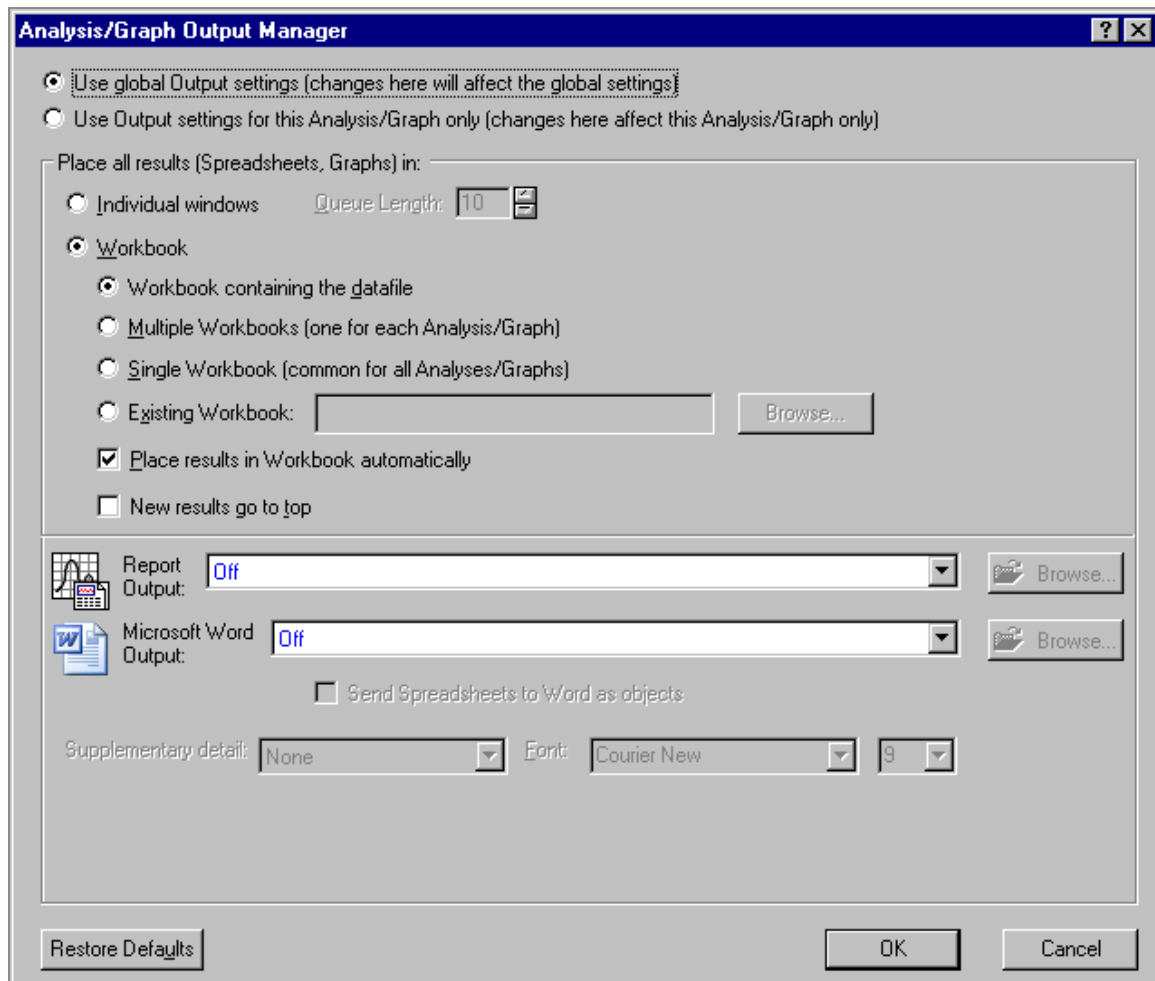 Analysis/Graph Output Manager
Use global Output settings (changes here will affect the global settings)
Use Output settings for this Analysis/Graph only (changes here affect this Analysis/Graph only)
Place all results (Spreadsheets, Graphs) in:
Individual windows Queue Length: 10
Workbook
Workbook containing the datafile
Multiple Workbooks (one for each Analysis/Graph)
Single Workbook (common for all Analyses/Graphs)
Existing Workbook: Browse...
Place results in Workbook automatically
New results go to top
Report Output: Off Browse...
Microsoft Word Output: Off Browse...
Send Spreadsheets to Word as objects
Supplementary detail: None Font: Courier New 9
Restore Defaults OK Cancel